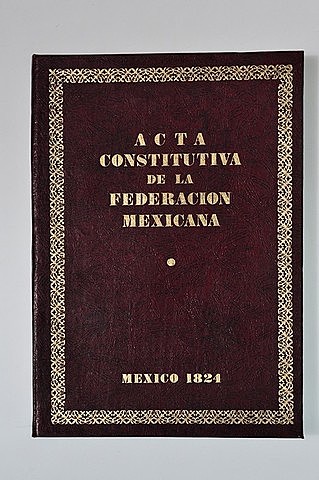 ACTA
CONSTITUTIVA
DE LA
FEDERACION
MEXICANA
MEXICO 1824